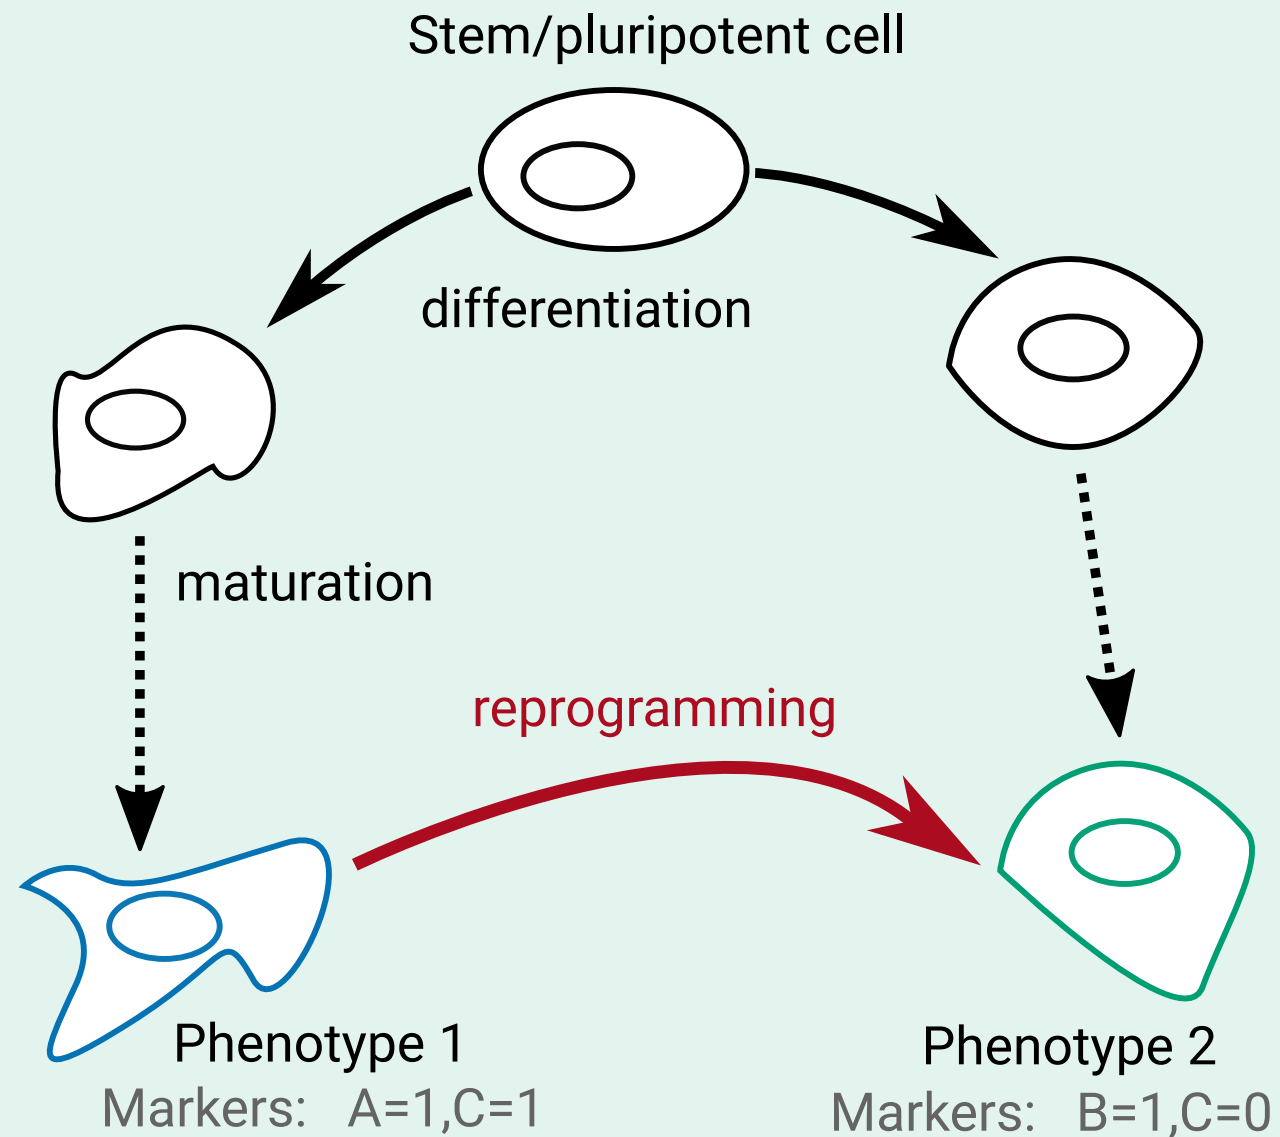 Stem/pluripotent cell
differentiation
maturation
reprogramming
Phenotype 1
Markers: A=1,C=1
Phenotype 2
Markers: B=1,C=0